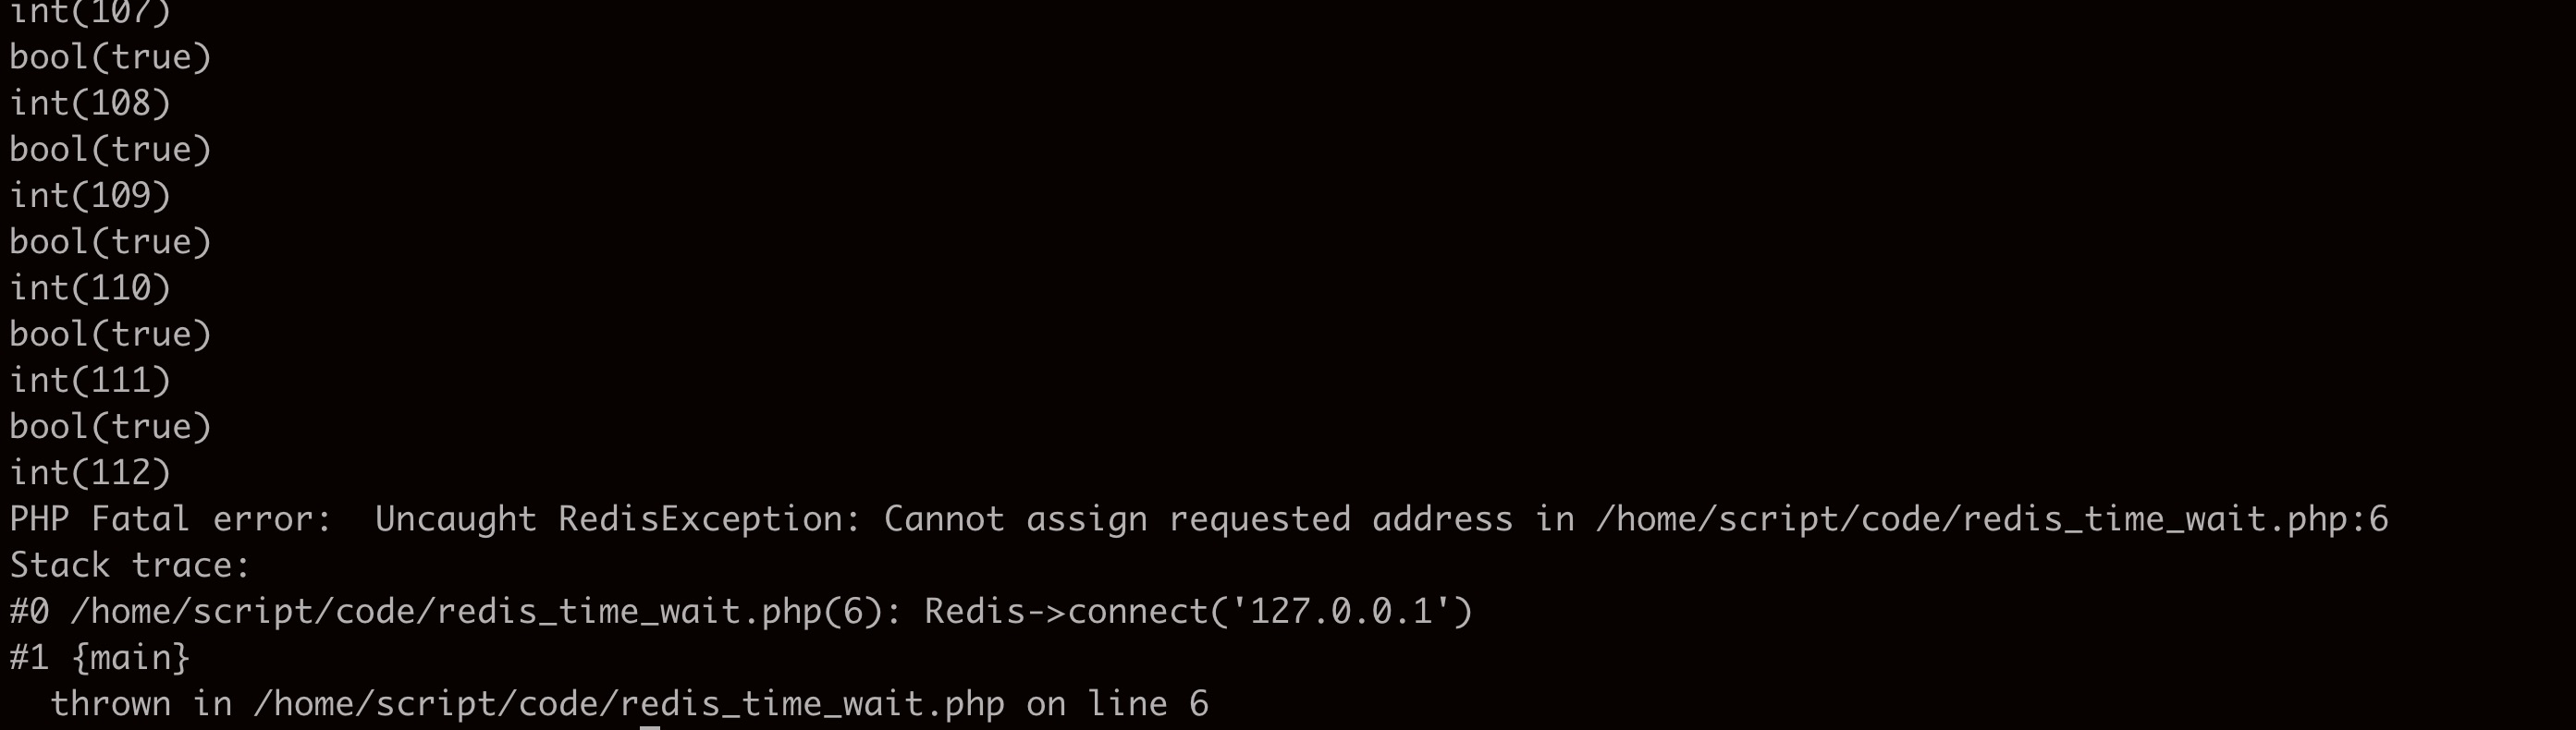 int(107)
bool(true)
int(108)
bool(true)
int(109)
bool(true)
int(110)
bool(true)
int(111)
bool(true)
int(112)
PHP Fatal error:  Uncaught RedisException: Cannot assign requested address in /home/script/code/redis_time_wait.php:6
Stack trace:
#0 /home/script/code/redis_time_wait.php(6): Redis->connect('127.0.0.1')
#1 {main}
  thrown in /home/script/code/redis_time_wait.php on line 6